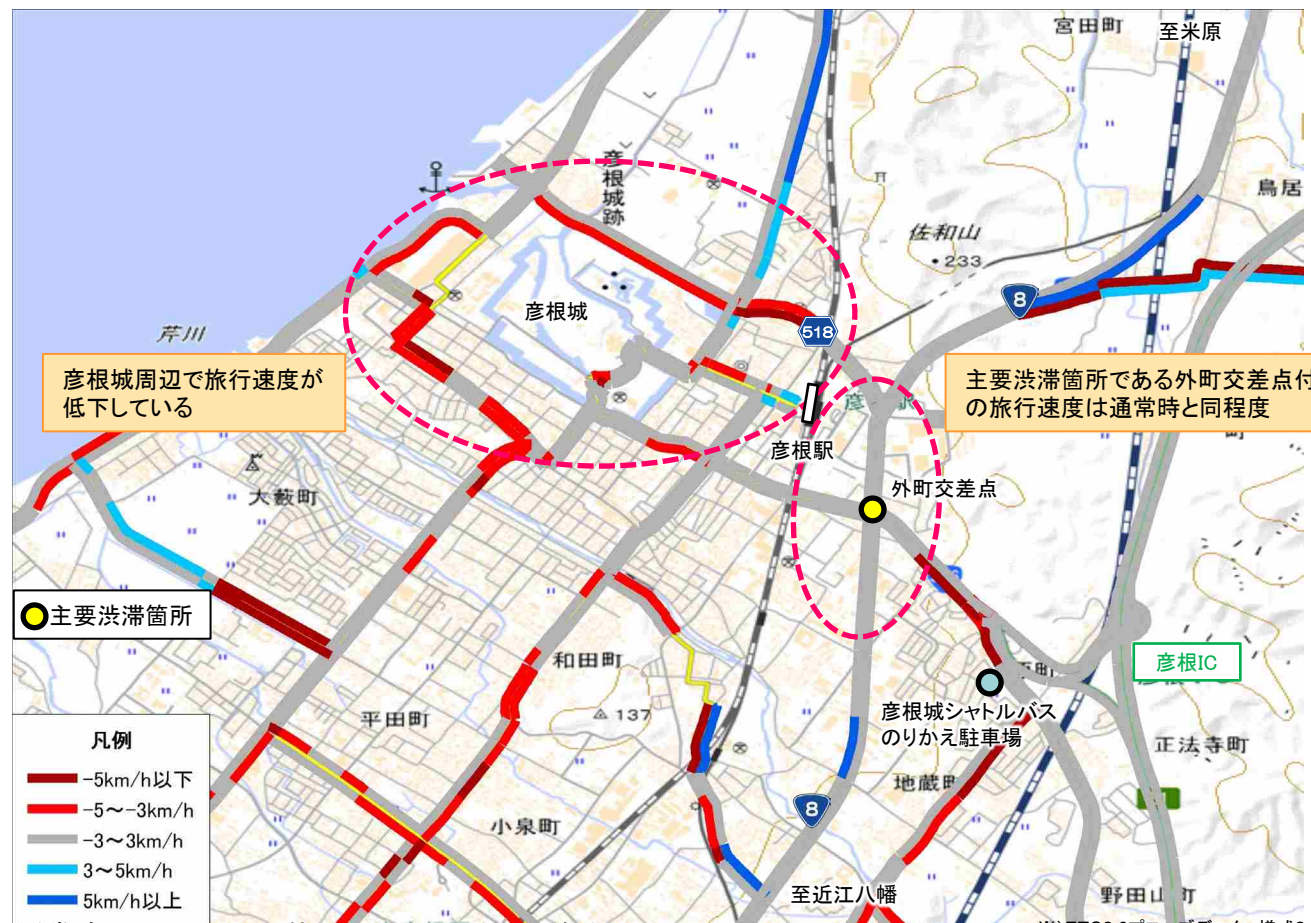 宮田町
至米原
鳥居
彦根城跡
佐和山
・233
8
芹川
彦根城
518
彦根城周辺で旅行速度が
低下している
主要渋滞箇所である外町交差点付
の旅行速度は通常時と同程度
彦根駅
外町交差点
大藪町
主要渋滞箇所
和田町
彦根IC
137
平田町
彦根城シャトルバス
のりかえ駐車場
正法寺町
地蔵町
凡例
-5km/h以下
-5～-3km/h
-3～3km/h
3～5km/h
5km/h以上
小泉町
8
至近江八幡
野田山町